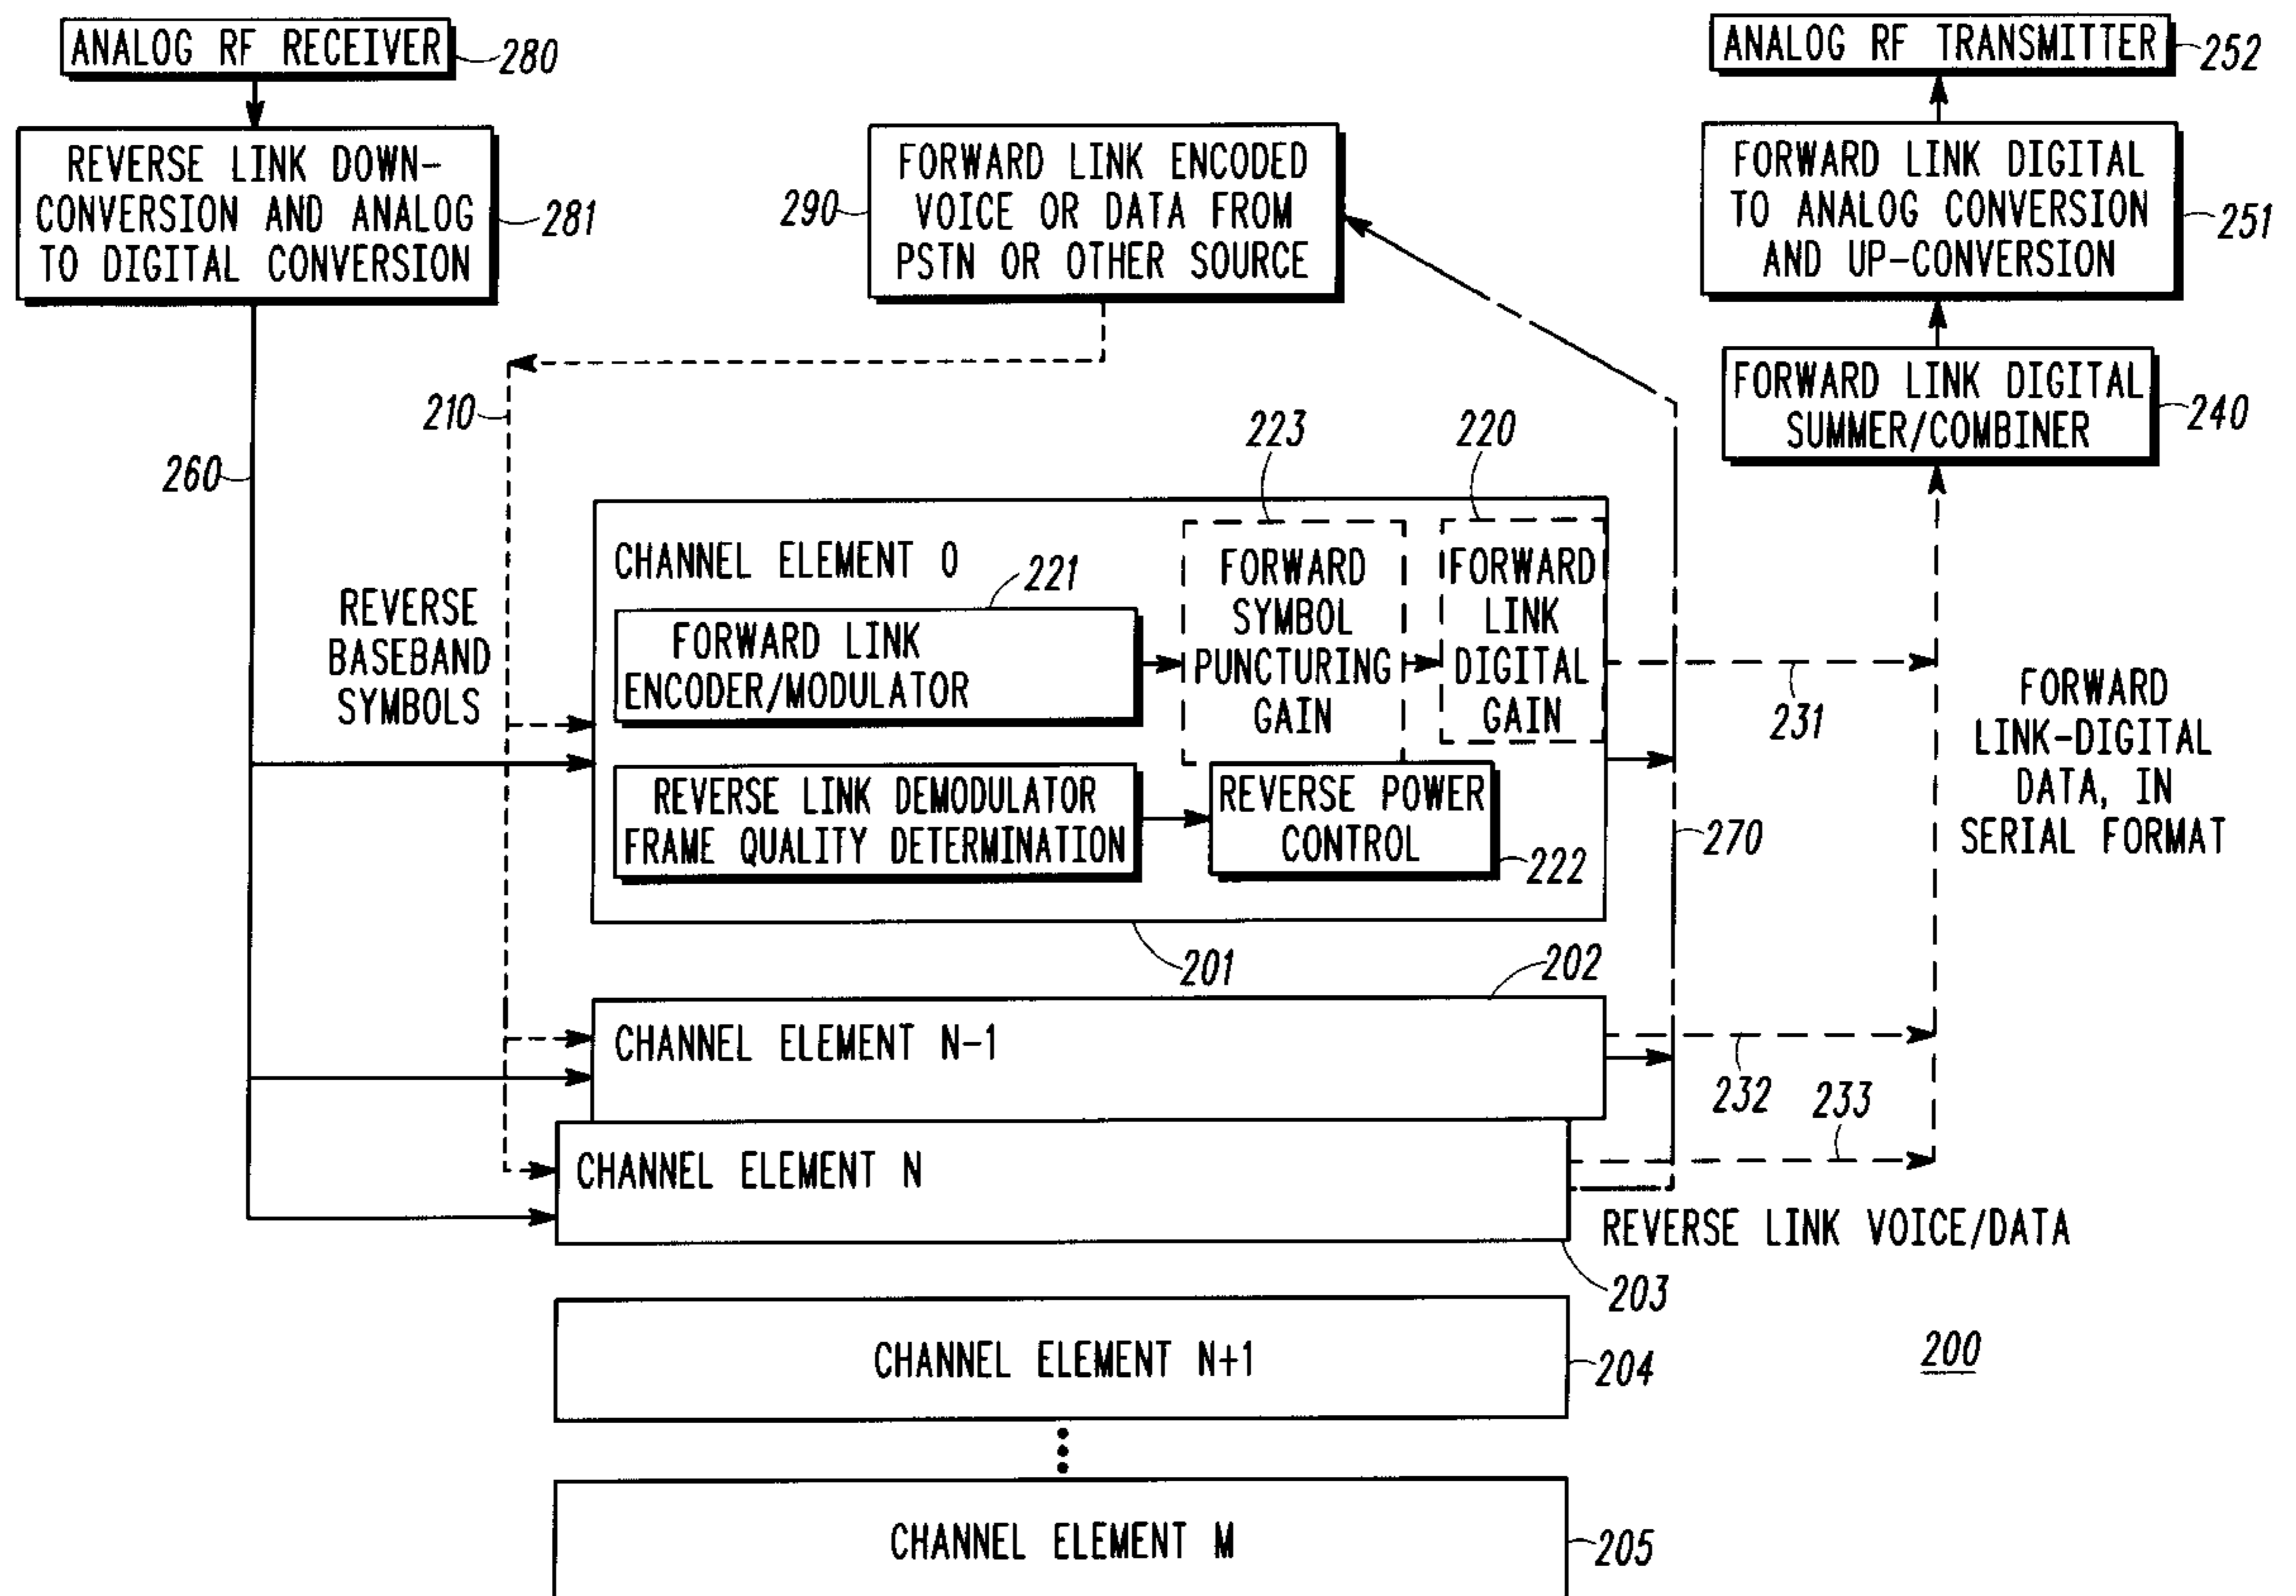 ANALOG RF RECEIVER
280
REVERSE LINK DOWN-
CONVERSION AND ANALOG
TO DIGITAL CONVERSION
281
FORWARD LINK ENCODED
VOICE OR DATA FROM
PSTN OR OTHER SOURCE
290
ANALOG RF TRANSMITTER
252
FORWARD LINK DIGITAL
TO ANALOG CONVERSION
AND UP-CONVERSION
251
FORWARD LINK DIGITAL
SUMMER/COMBINER
240
210
260
223
220
REVERSE
BASEBAND
SYMBOLS
CHANNEL ELEMENT 0
221
FORWARD LINK
ENCODER/MODULATOR
FORWARD
SYMBOL
PUNCTURING
GAIN
FORWARD
LINK
DIGITAL
GAIN
231
FORWARD
LINK-DIGITAL
DATA, IN
SERIAL FORMAT
REVERSE LINK DEMODULATOR
FRAME QUALITY DETERMINATION
REVERSE POWER
CONTROL
222
270
201
202
CHANNEL ELEMENT N-1
232
233
CHANNEL ELEMENT N
REVERSE LINK VOICE/DATA
203
CHANNEL ELEMENT N+1
204
200
CHANNEL ELEMENT M
205